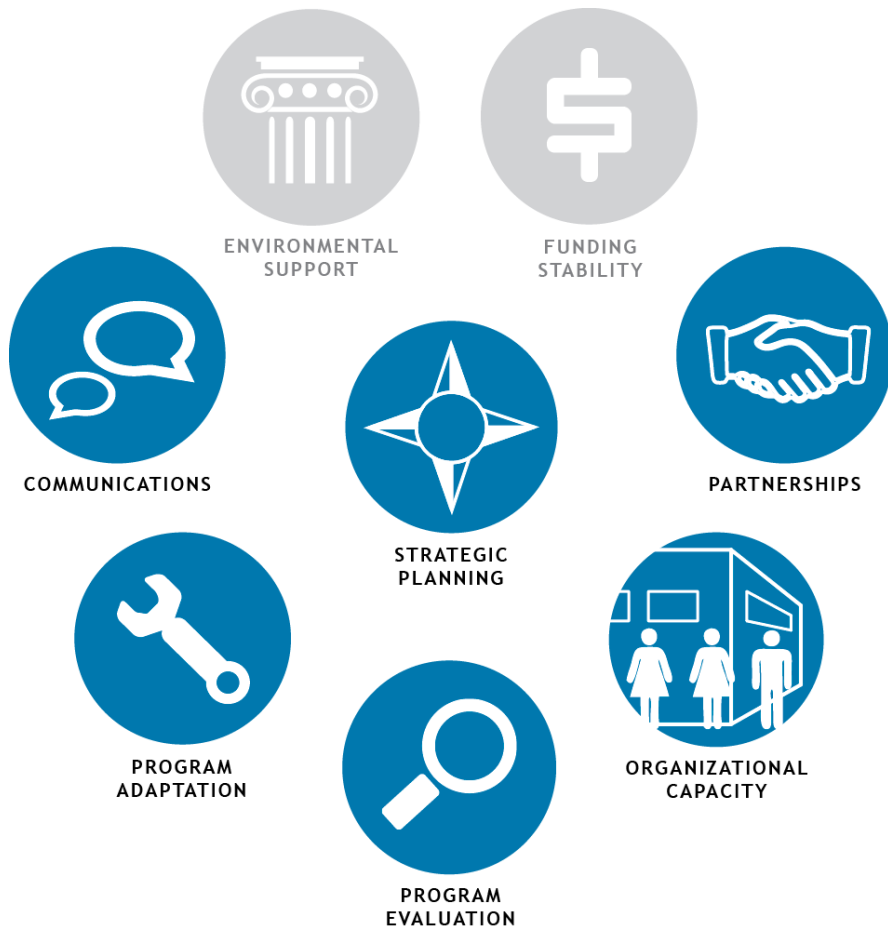 ENVIRONMENTAL
SUPPORT
FUNDING
STABILITY
COMMUNICATIONS
STRATEGIC
PLANNING
PARTNERSHIPS
PROGRAM
ADAPTATION
PROGRAM
EVALUATION
ORGANIZATIONAL
CAPACITY